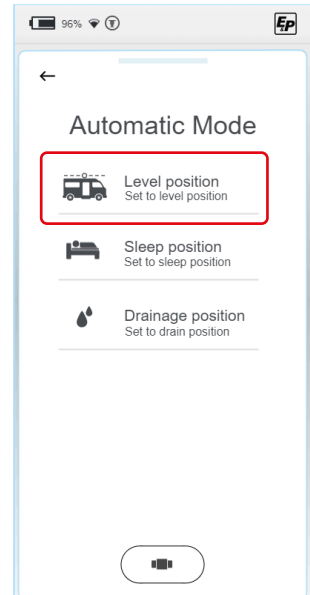 96% T EP
Automatic Mode
Level position
Set to level position
Sleep position
Set to sleep position
Drainage position
Set to drain position